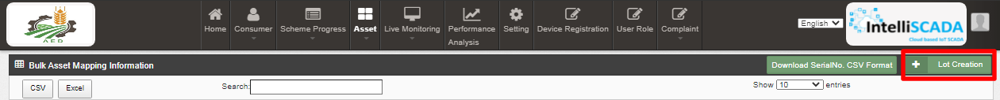 AED
Home Consumer Scheme Progress Asset Live Monitoring Performance Analysis Setting Device Registration User Role Complaint
English
IntelliSCADA
Cloud based IoT SCADA
Bulk Asset Mapping Information
Download SerialNo. CSV Format
+ Lot Creation
CSV Excel Search: Show 10 entries